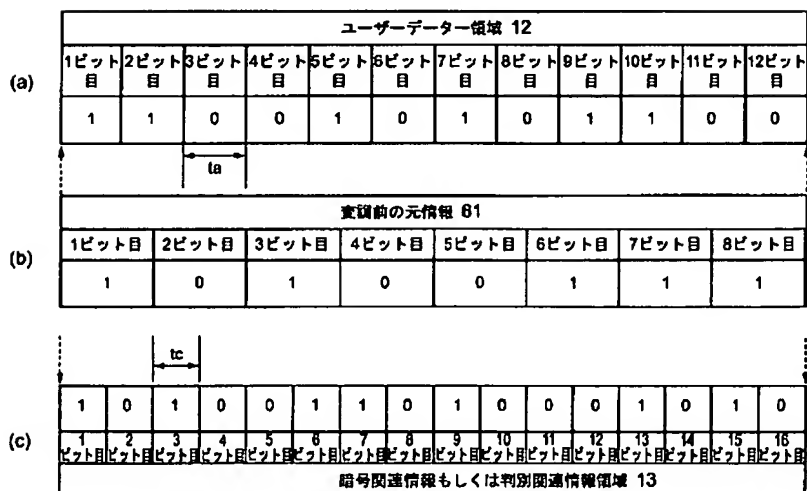 ユーザーデーター領域 12
(a)
1ビット目 2ビット目 3ビット目 4ビット目 5ビット目 6ビット目 7ビット目 8ビット目 9ビット目 10ビット目 11ビット目 12ビット目
1 1 0 0 1 0 1 0 1 1 0 0
ta
変調前の元情報 61
(b)
1ビット目 2ビット目 3ビット目 4ビット目 5ビット目 6ビット目 7ビット目 8ビット目
1 0 1 0 0 1 1 1
tc
1 0 1 0 0 1 1 0 1 0 0 0 1 0 1 0
(c)
1ビット目 2ビット目 3ビット目 4ビット目 5ビット目 6ビット目 7ビット目 8ビット目 9ビット目 10ビット目 11ビット目 12ビット目 13ビット目 14ビット目 15ビット目 16ビット目
暗号関連情報もしくは判別関連情報領域 13